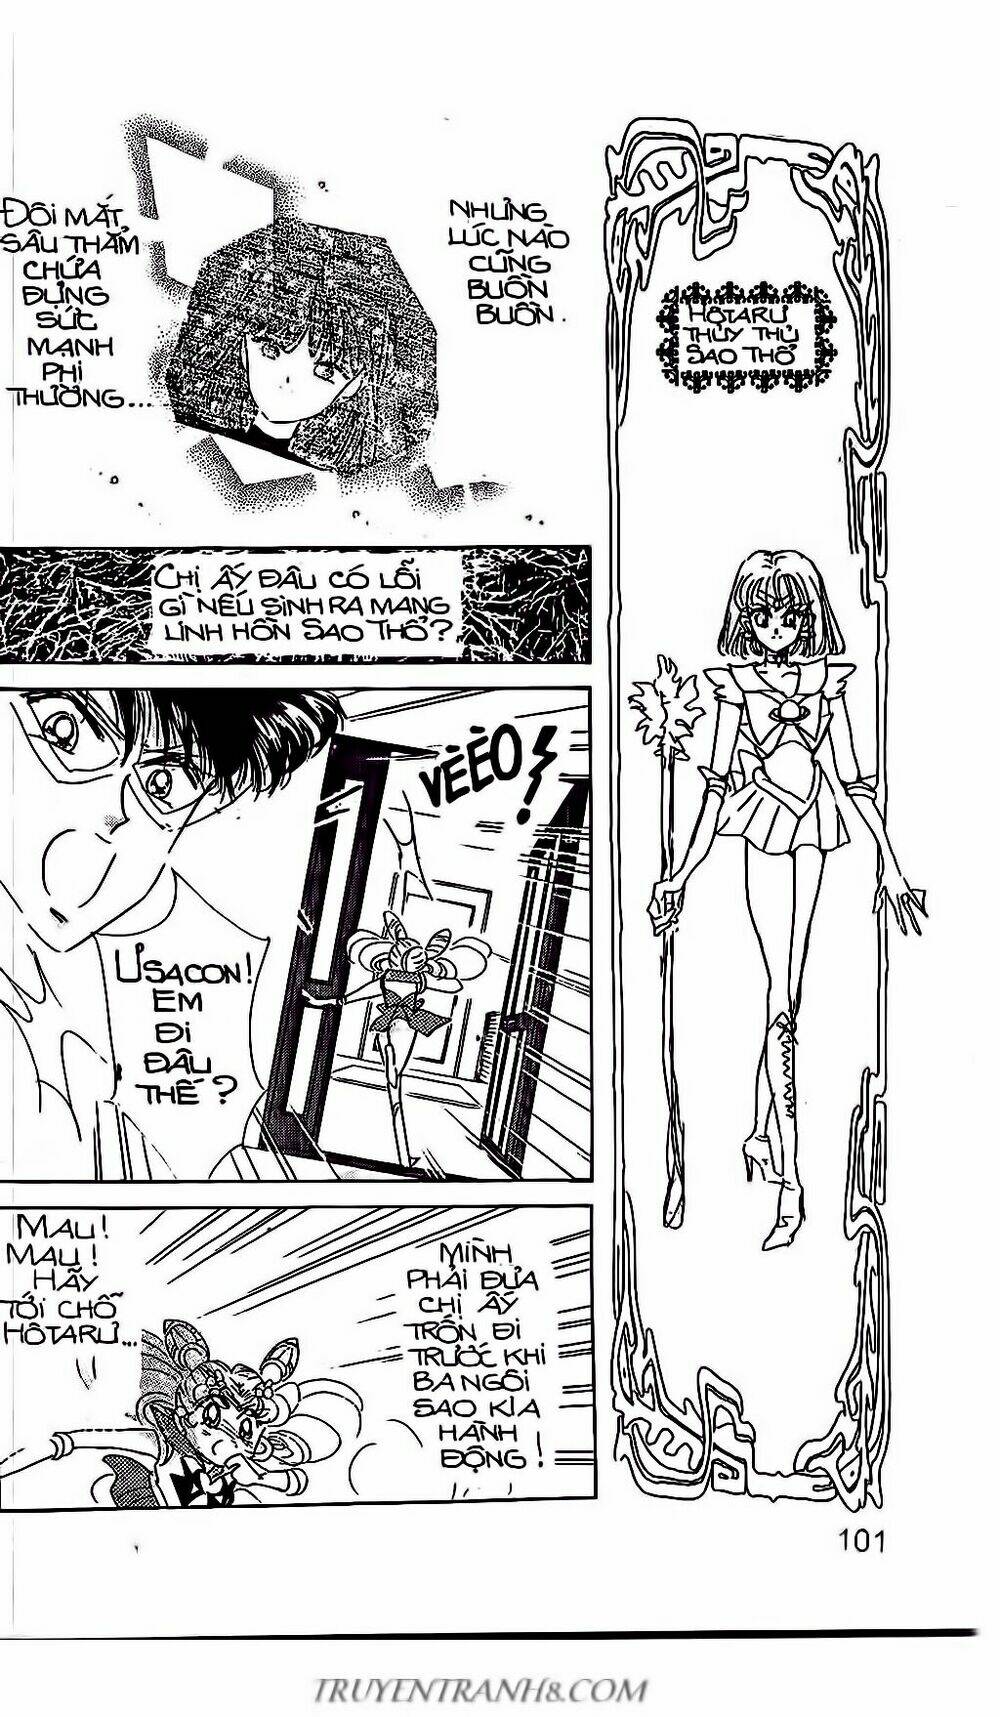 HÔTARƯ
THỦY THỦ
SAO THỔ
NHƯNG
LÚC NÀO
CŨNG
BUỒN
BUỒN.
ĐÔI MẮT
SÂU THẲM
CHỨA
ĐỰNG
SỨC
MẠNH
PHI
THƯỜNG...
CHỊ ẤY ĐÂU CÓ LỖI
GÌ NẾU SINH RA MANG
LINH HỒN SAO THỔ?
VÈÈO!
ƯSACON!
EM
ĐI
ĐÂU
THẾ?
MÌNH
PHẢI ĐƯA
CHỊ ẤY
TRỐN ĐI
TRƯỚC KHI
BA NGÔI
SAO KIA
HÀNH
ĐỘNG!
MAU!
MAU!
HÃY
TỚI CHỖ
HÔTARƯ...
101
TRUYENTRANH8.COM